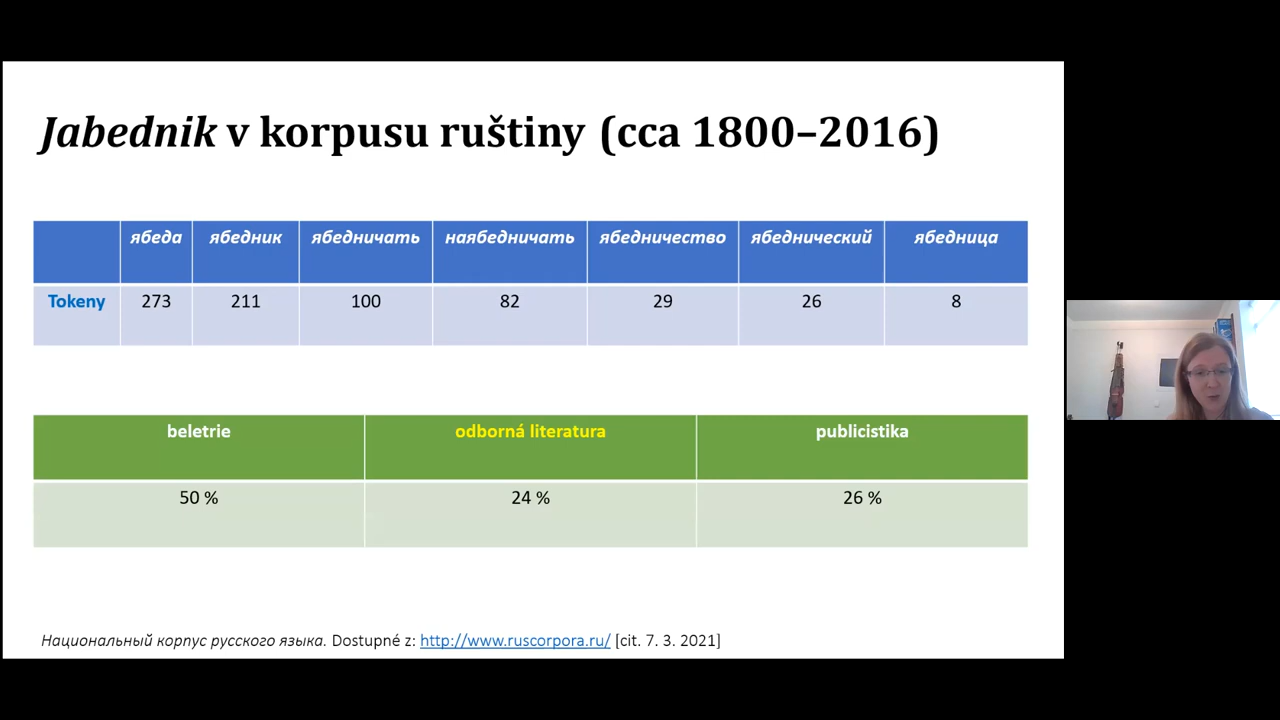 Jabednik v korpusu ruštiny (cca 1800–2016)
ябеда ябедник ябедничать наябедничать ябедничество ябеднический ябедница
Tokeny 273 211 100 82 29 26 8
beletrie odborná literatura publicistika
50 % 24 % 26 %
Национальный корпус русского языка. Dostupné z: http://www.ruscorpora.ru/ [cit. 7. 3. 2021]